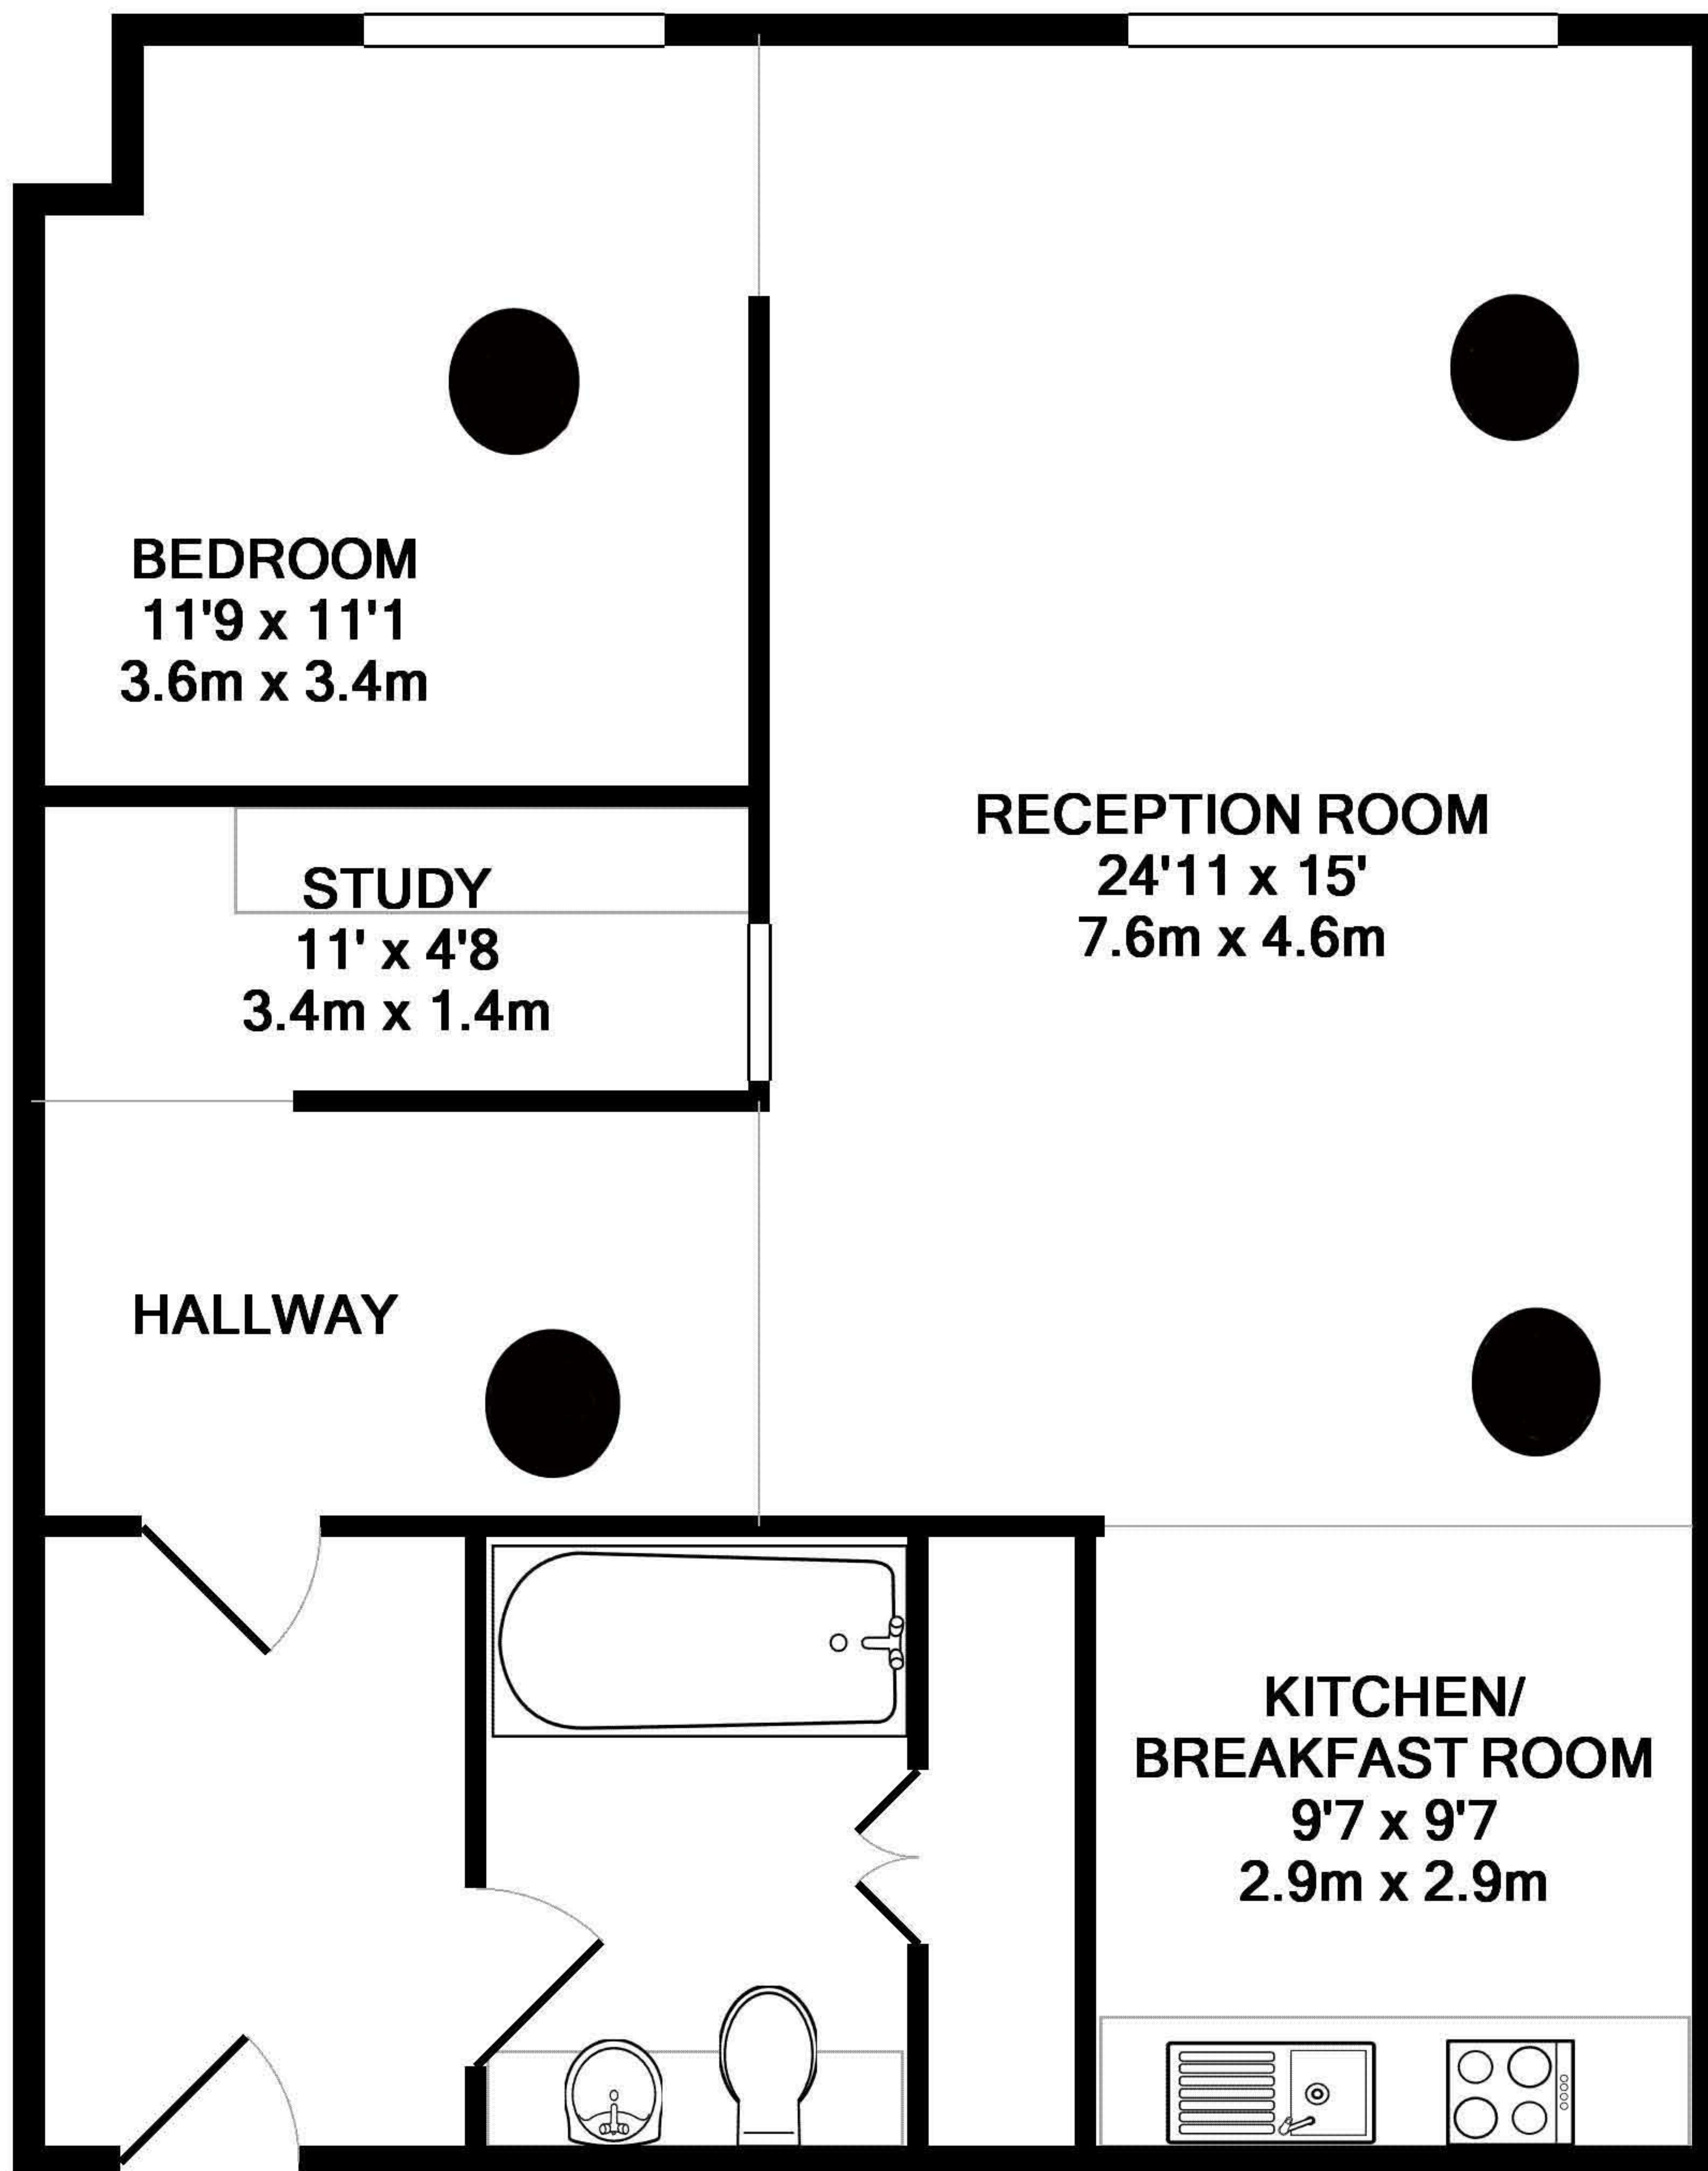 BEDROOM
11'9 x 11'1
3.6m x 3.4m
RECEPTION ROOM
24'11 x 15'
7.6m x 4.6m
STUDY
11' x 4'8
3.4m x 1.4m
HALLWAY
KITCHEN/
BREAKFAST ROOM
9'7 x 9'7
2.9m x 2.9m